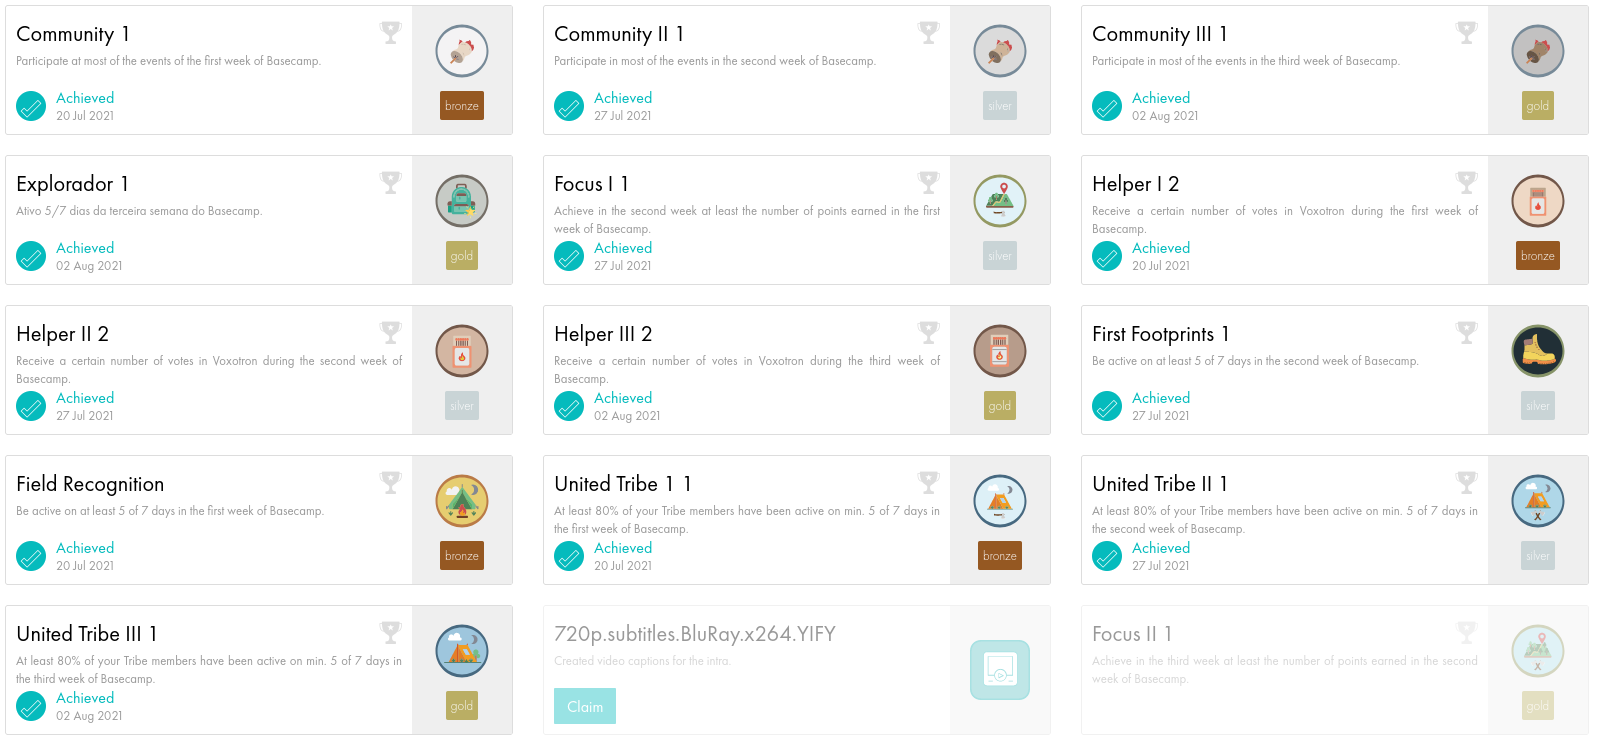 Community 1
Participate at most of the events of the first week of Basecamp.
Achieved
20 Jul 2021
bronze
Community II 1
Participate in most of the events in the second week of Basecamp.
Achieved
27 Jul 2021
silver
Community III 1
Participate in most of the events in the third week of Basecamp.
Achieved
02 Aug 2021
gold
Explorador 1
Ativo 5/7 dias da terceira semana do Basecamp.
Achieved
02 Aug 2021
gold
Focus I 1
Achieve in the second week at least the number of points earned in the first
week of Basecamp.
Achieved
27 Jul 2021
silver
Helper I 2
Receive a certain number of votes in Voxotron during the first week of
Basecamp.
Achieved
20 Jul 2021
bronze
Helper II 2
Receive a certain number of votes in Voxotron during the second week of
Basecamp.
Achieved
27 Jul 2021
silver
Helper III 2
Receive a certain number of votes in Voxotron during the third week of
Basecamp.
Achieved
02 Aug 2021
gold
First Footprints 1
Be active on at least 5 of 7 days in the second week of Basecamp.
Achieved
27 Jul 2021
silver
Field Recognition
Be active on at least 5 of 7 days in the first week of Basecamp.
Achieved
20 Jul 2021
bronze
United Tribe 1 1
At least 80% of your Tribe members have been active on min. 5 of 7 days in
the first week of Basecamp.
Achieved
20 Jul 2021
bronze
United Tribe II 1
At least 80% of your Tribe members have been active on min. 5 of 7 days in
the second week of Basecamp.
Achieved
27 Jul 2021
silver
United Tribe III 1
At least 80% of your Tribe members have been active on min. 5 of 7 days in
the third week of Basecamp.
Achieved
02 Aug 2021
gold
720p.subtitles.BluRay.x264.YIFY
Created video captions for the intra.
Claim
Focus II 1
Achieve in the third week at least the number of points earned in the second
week of Basecamp.
gold